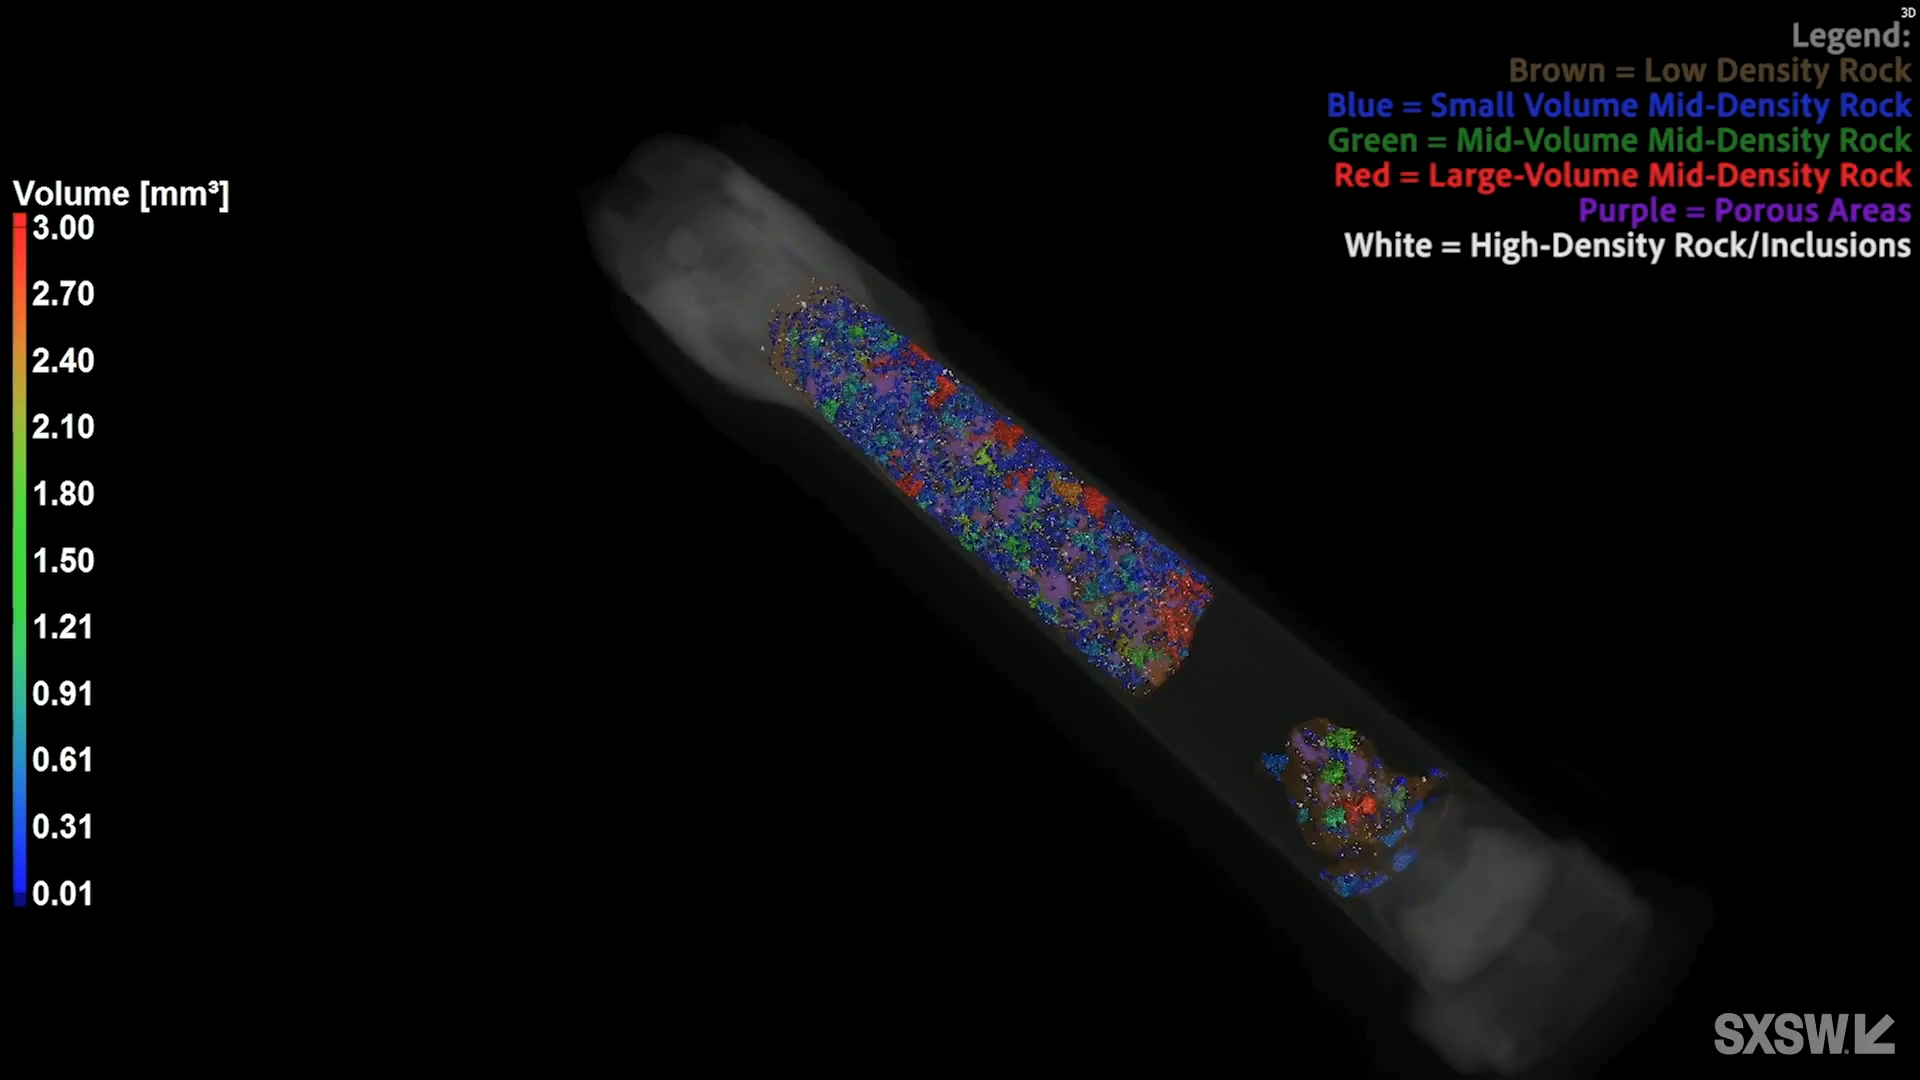 3D
Legend:
Brown = Low Density Rock
Blue = Small Volume Mid-Density Rock
Green = Mid-Volume Mid-Density Rock
Red = Large-Volume Mid-Density Rock
Purple = Porous Areas
White = High-Density Rock/Inclusions
Volume [mm³]
3.00
2.70
2.40
2.10
1.80
1.50
1.21
0.91
0.61
0.31
0.01
SXSW